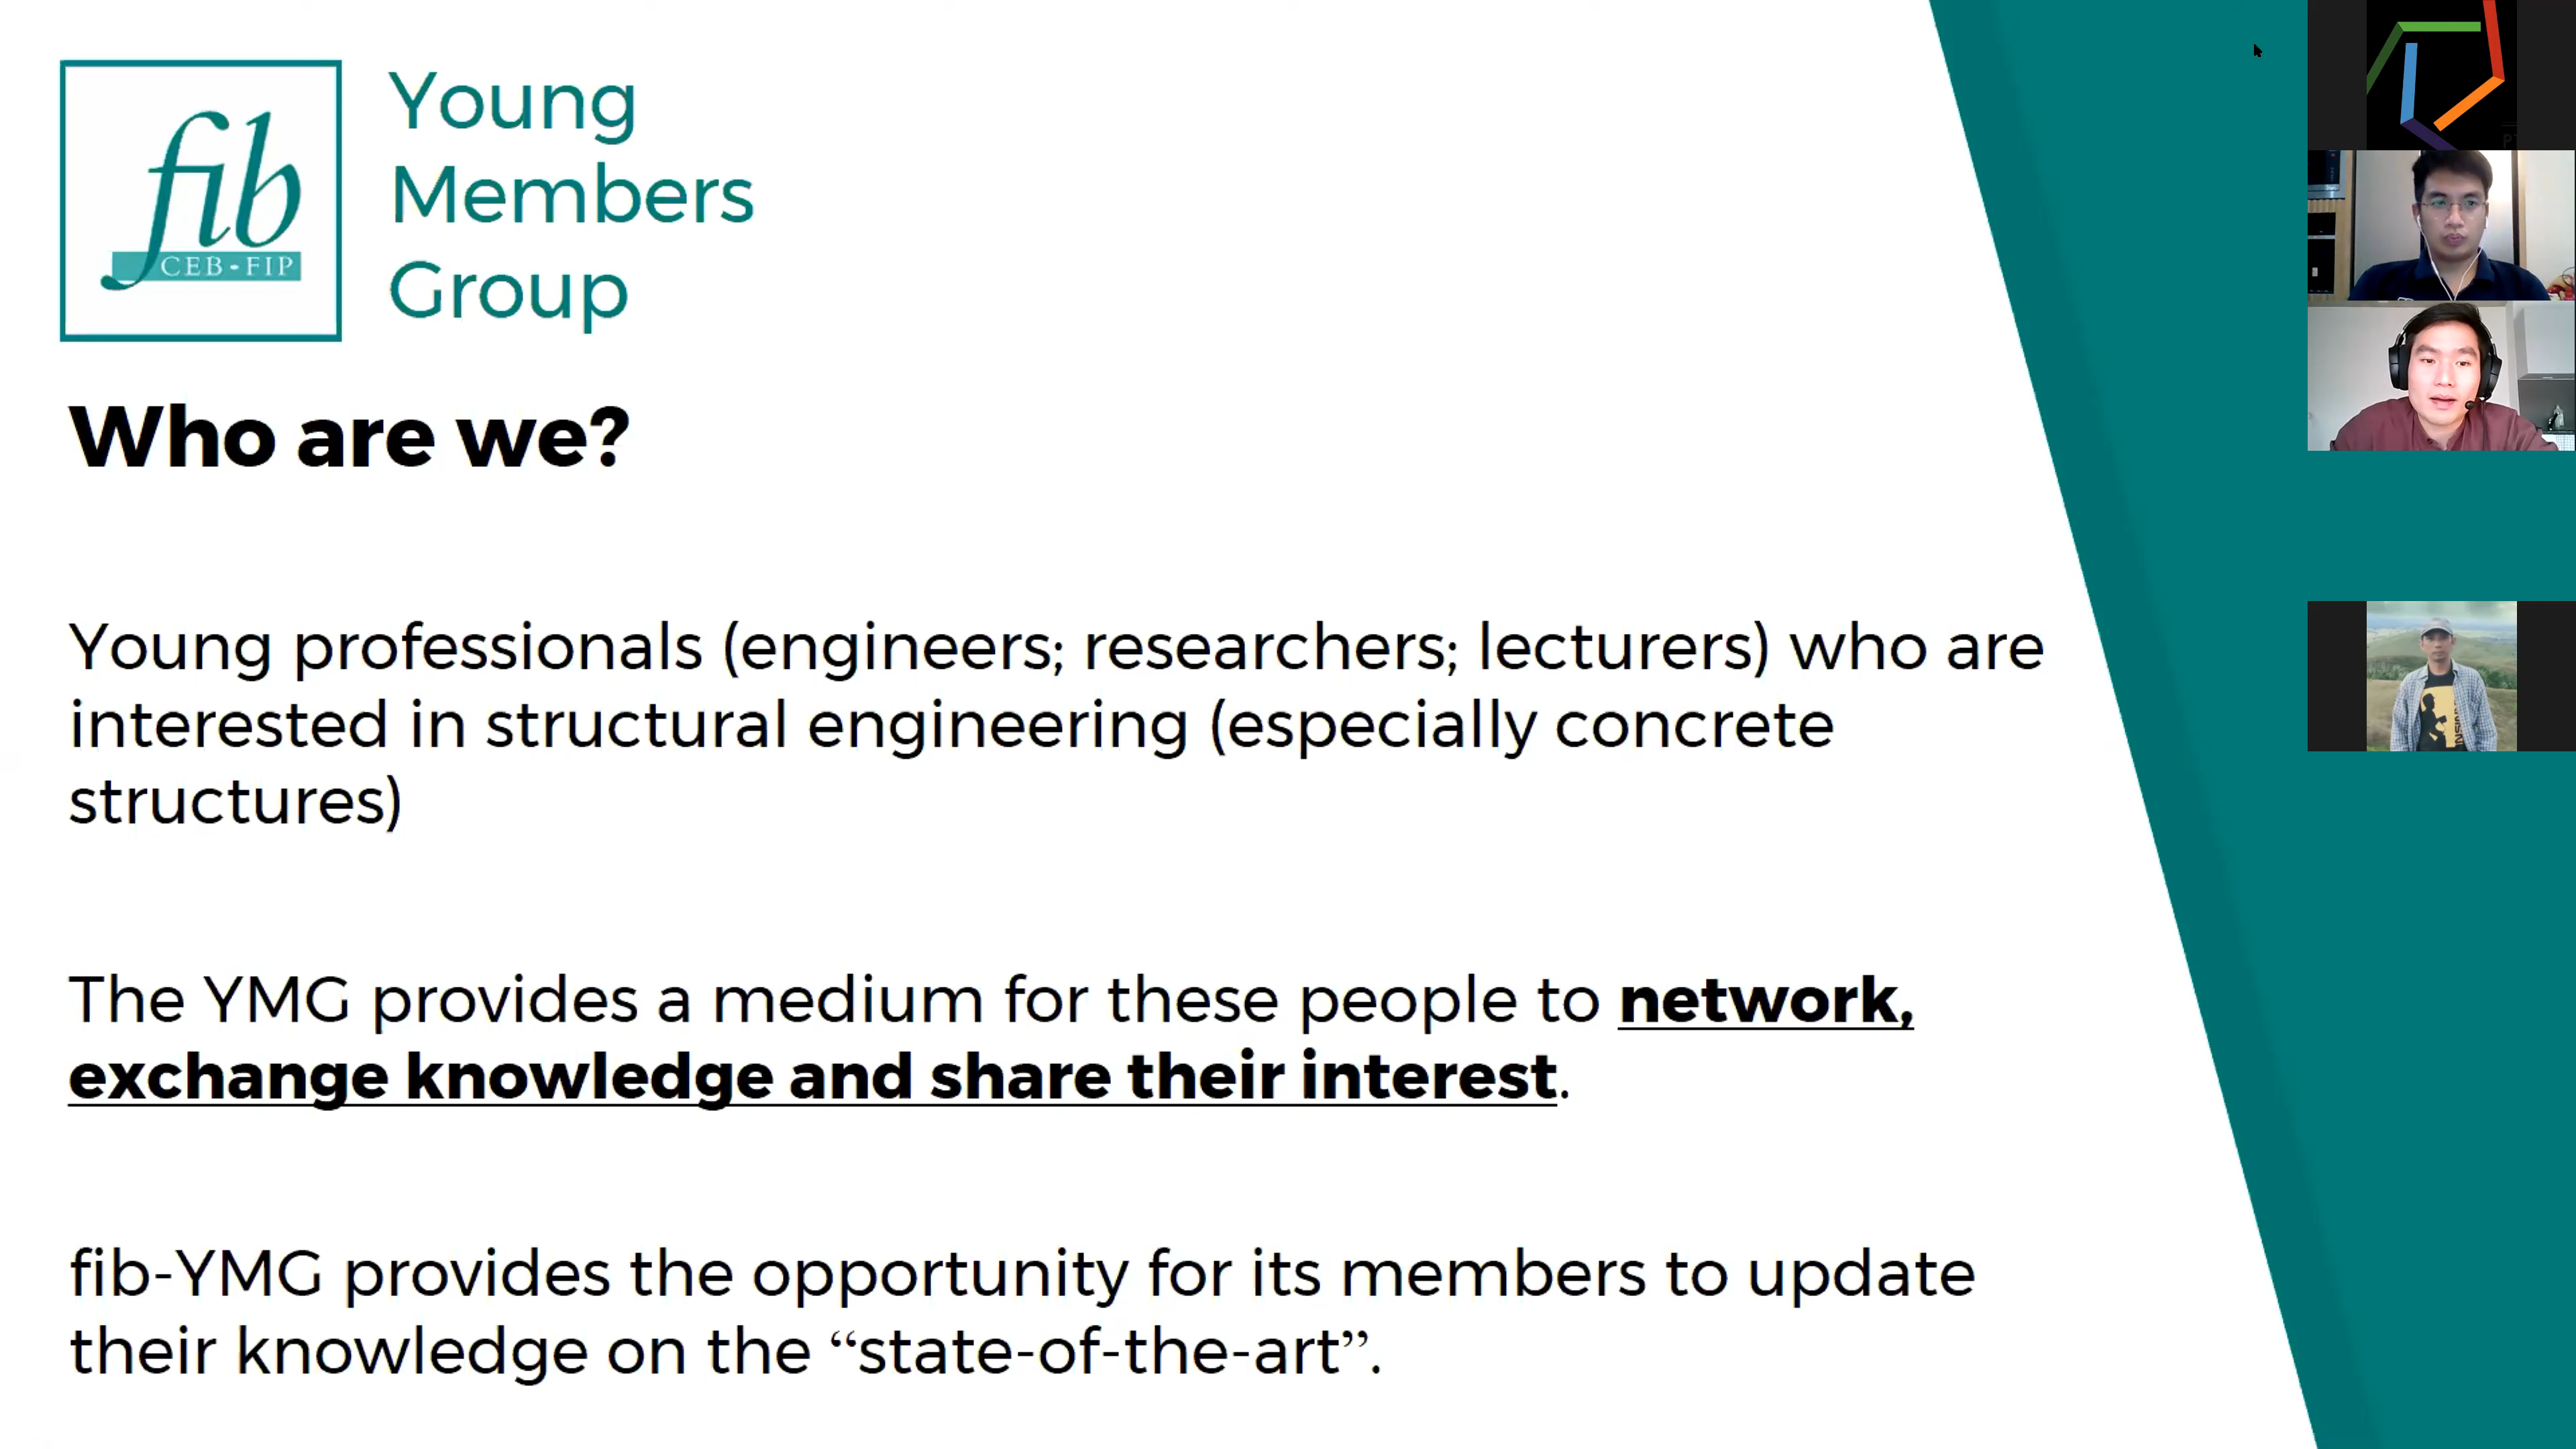 fib
CEB-FIP
Young
Members
Group
Who are we?
Young professionals (engineers; researchers; lecturers) who are
interested in structural engineering (especially concrete
structures)
The YMG provides a medium for these people to network,
exchange knowledge and share their interest.
fib-YMG provides the opportunity for its members to update
their knowledge on the “state-of-the-art”.